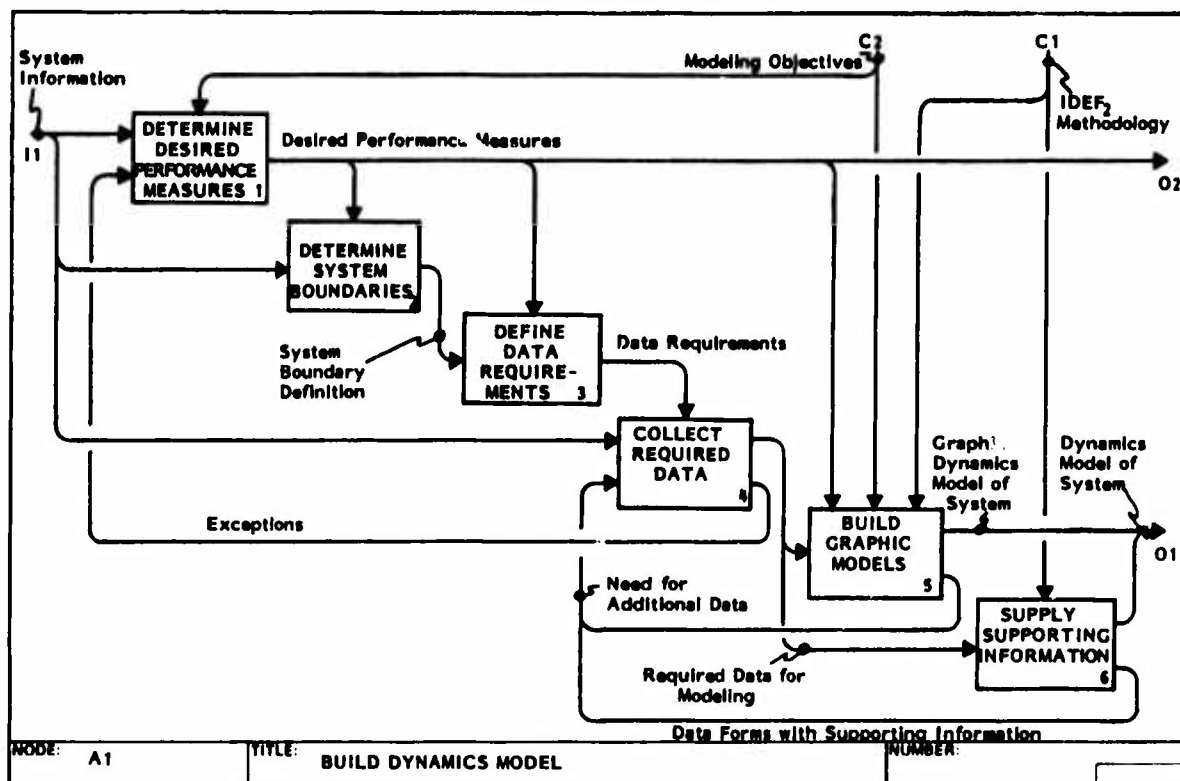 System
Information
I1
C2
C1
Modeling Objectives
IDEF2
Methodology
DETERMINE
DESIRED
PERFORMANCE
MEASURES 1
Desired Performance Measures
O2
DETERMINE
SYSTEM
BOUNDARIES
System
Boundary
Definition
DEFINE
DATA
REQUIRE-
MENTS 3
Data Requirements
COLLECT
REQUIRED
DATA
4
Exceptions
BUILD
GRAPHIC
MODELS
5
Dynamics
Model of
System
Dynamics
Model of
System
O1
Need for
Additional Data
SUPPLY
SUPPORTING
INFORMATION
6
Required Data for
Modeling
Data Forms with Supporting Information
NODE: A1
TITLE: BUILD DYNAMICS MODEL
NUMBER: